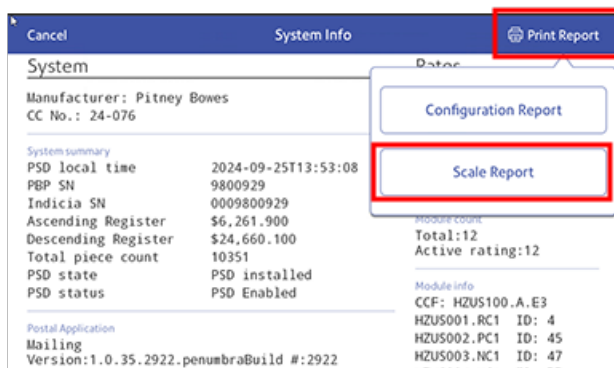 Cancel
System Info
Print Report
System
Manufacturer: Pitney Bowes
CC No.: 24-076
System summary
PSD local time 2024-09-25T13:53:08
PBP SN 9800929
Indicia SN 0009800929
Ascending Register $6,261.900
Descending Register $24,660.100
Total piece count 10351
PSD state PSD installed
PSD status PSD Enabled
Postal Application
Mailing
Version:1.0.35.2922.penumbraBuild #:2922
Rates
Configuration Report
Scale Report
Module count
Total:12
Active rating:12
Module info
CCF: HZUS100.A.E3
HZUS001.RC1 ID: 4
HZUS002.PC1 ID: 45
HZUS003.NC1 ID: 47